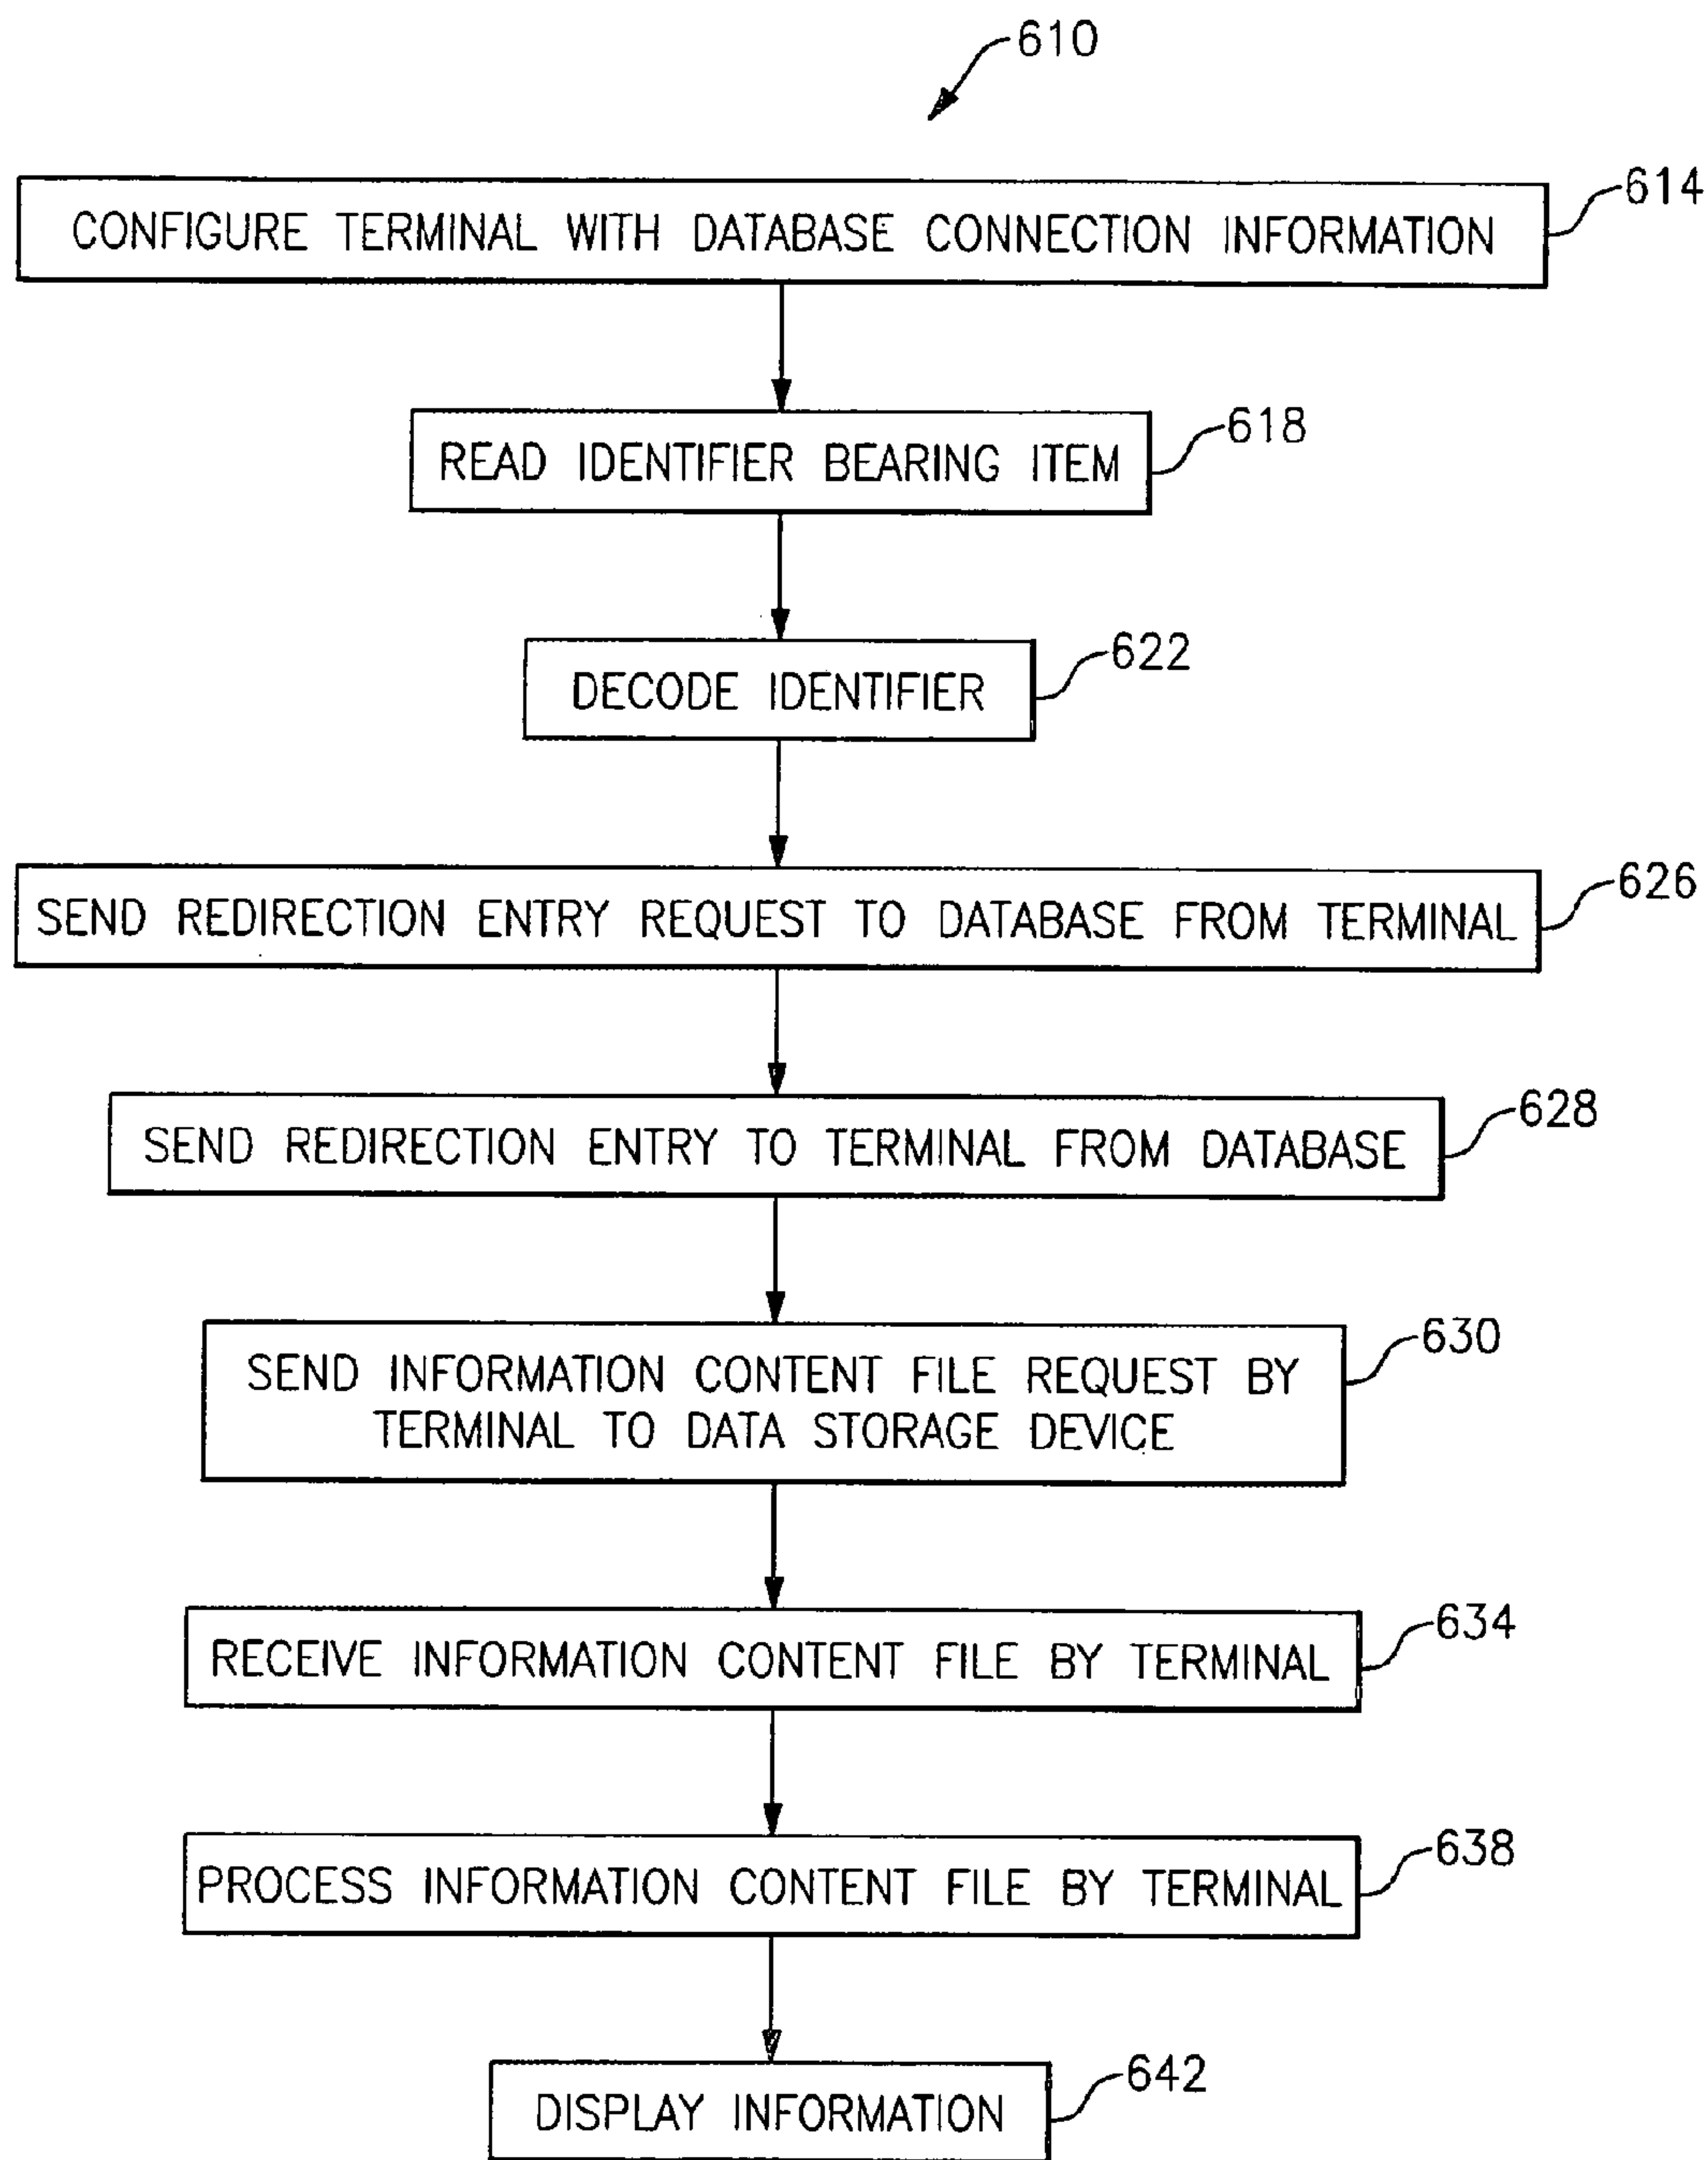 610
614
CONFIGURE TERMINAL WITH DATABASE CONNECTION INFORMATION
618
READ IDENTIFIER BEARING ITEM
622
DECODE IDENTIFIER
626
SEND REDIRECTION ENTRY REQUEST TO DATABASE FROM TERMINAL
628
SEND REDIRECTION ENTRY TO TERMINAL FROM DATABASE
630
SEND INFORMATION CONTENT FILE REQUEST BY
TERMINAL TO DATA STORAGE DEVICE
634
RECEIVE INFORMATION CONTENT FILE BY TERMINAL
638
PROCESS INFORMATION CONTENT FILE BY TERMINAL
642
DISPLAY INFORMATION